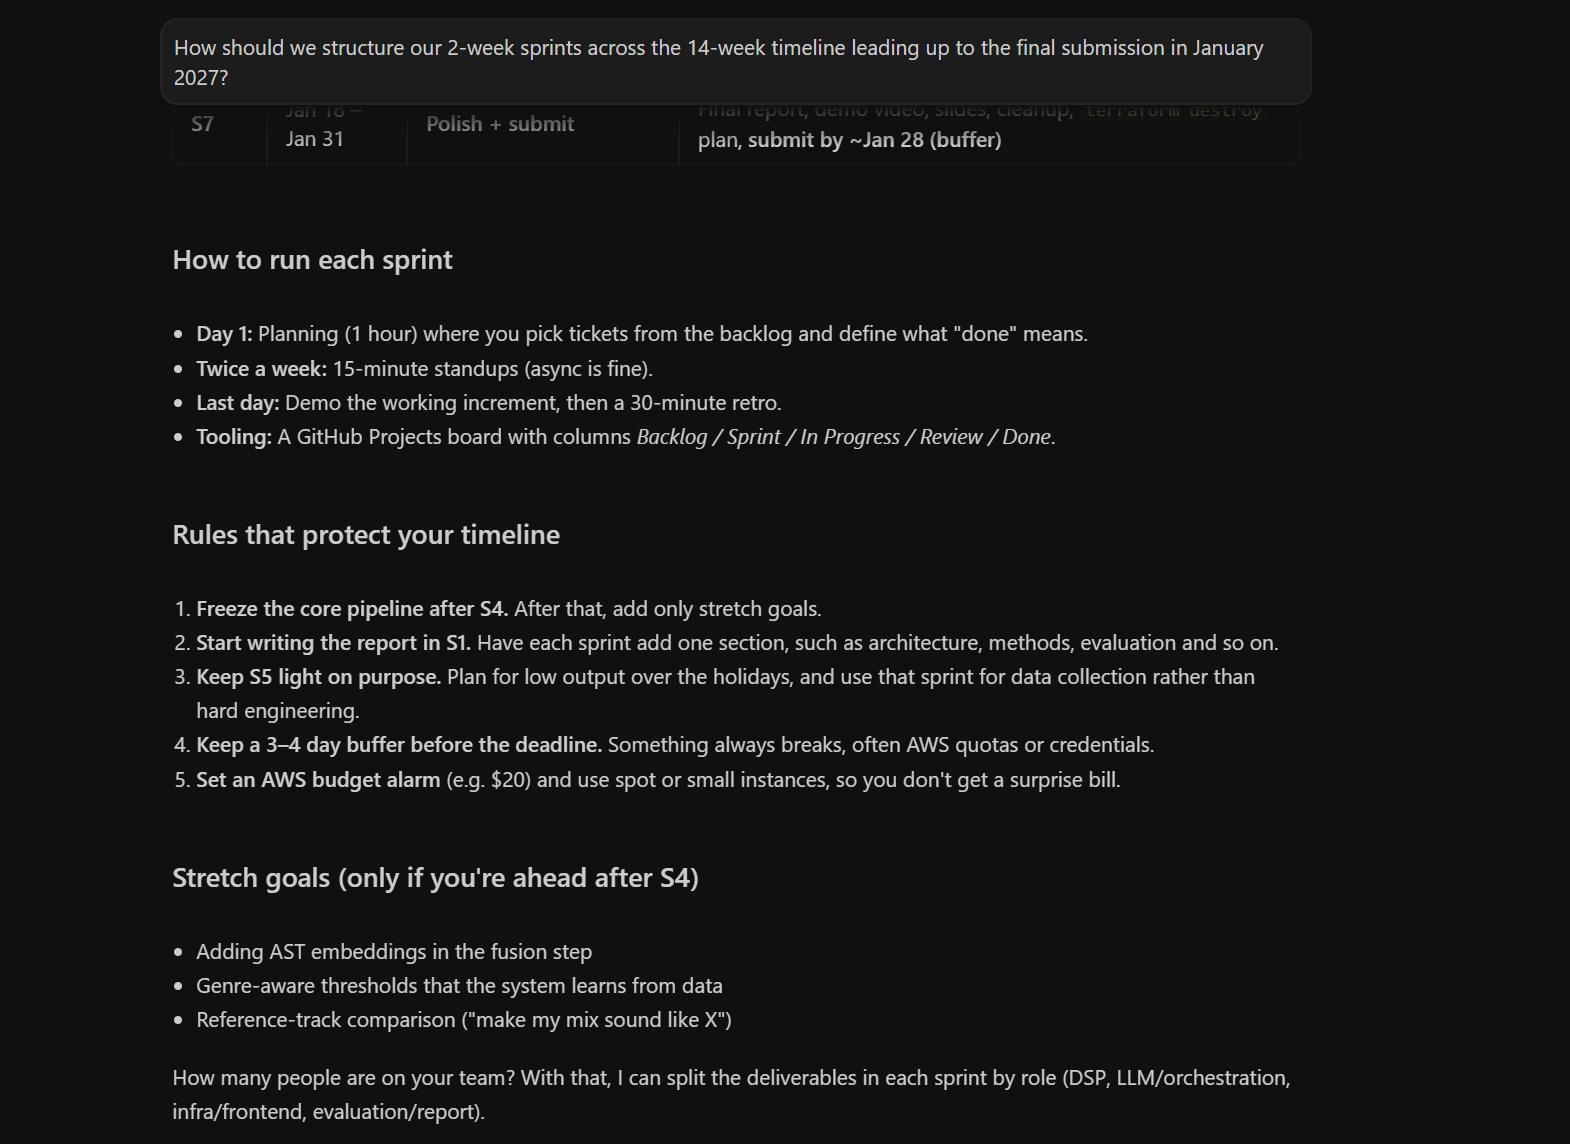 How should we structure our 2-week sprints across the 14-week timeline leading up to the final submission in January
2027?
S7
Jan 18 –
Jan 31
Polish + submit
Final report, demo video, slides, cleanup, terraform destroy
plan, submit by ~Jan 28 (buffer)
How to run each sprint
• Day 1: Planning (1 hour) where you pick tickets from the backlog and define what "done" means.
• Twice a week: 15-minute standups (async is fine).
• Last day: Demo the working increment, then a 30-minute retro.
• Tooling: A GitHub Projects board with columns Backlog / Sprint / In Progress / Review / Done.
Rules that protect your timeline
1. Freeze the core pipeline after S4. After that, add only stretch goals.
2. Start writing the report in S1. Have each sprint add one section, such as architecture, methods, evaluation and so on.
3. Keep S5 light on purpose. Plan for low output over the holidays, and use that sprint for data collection rather than
hard engineering.
4. Keep a 3–4 day buffer before the deadline. Something always breaks, often AWS quotas or credentials.
5. Set an AWS budget alarm (e.g. $20) and use spot or small instances, so you don't get a surprise bill.
Stretch goals (only if you're ahead after S4)
• Adding AST embeddings in the fusion step
• Genre-aware thresholds that the system learns from data
• Reference-track comparison ("make my mix sound like X")
How many people are on your team? With that, I can split the deliverables in each sprint by role (DSP, LLM/orchestration,
infra/frontend, evaluation/report).